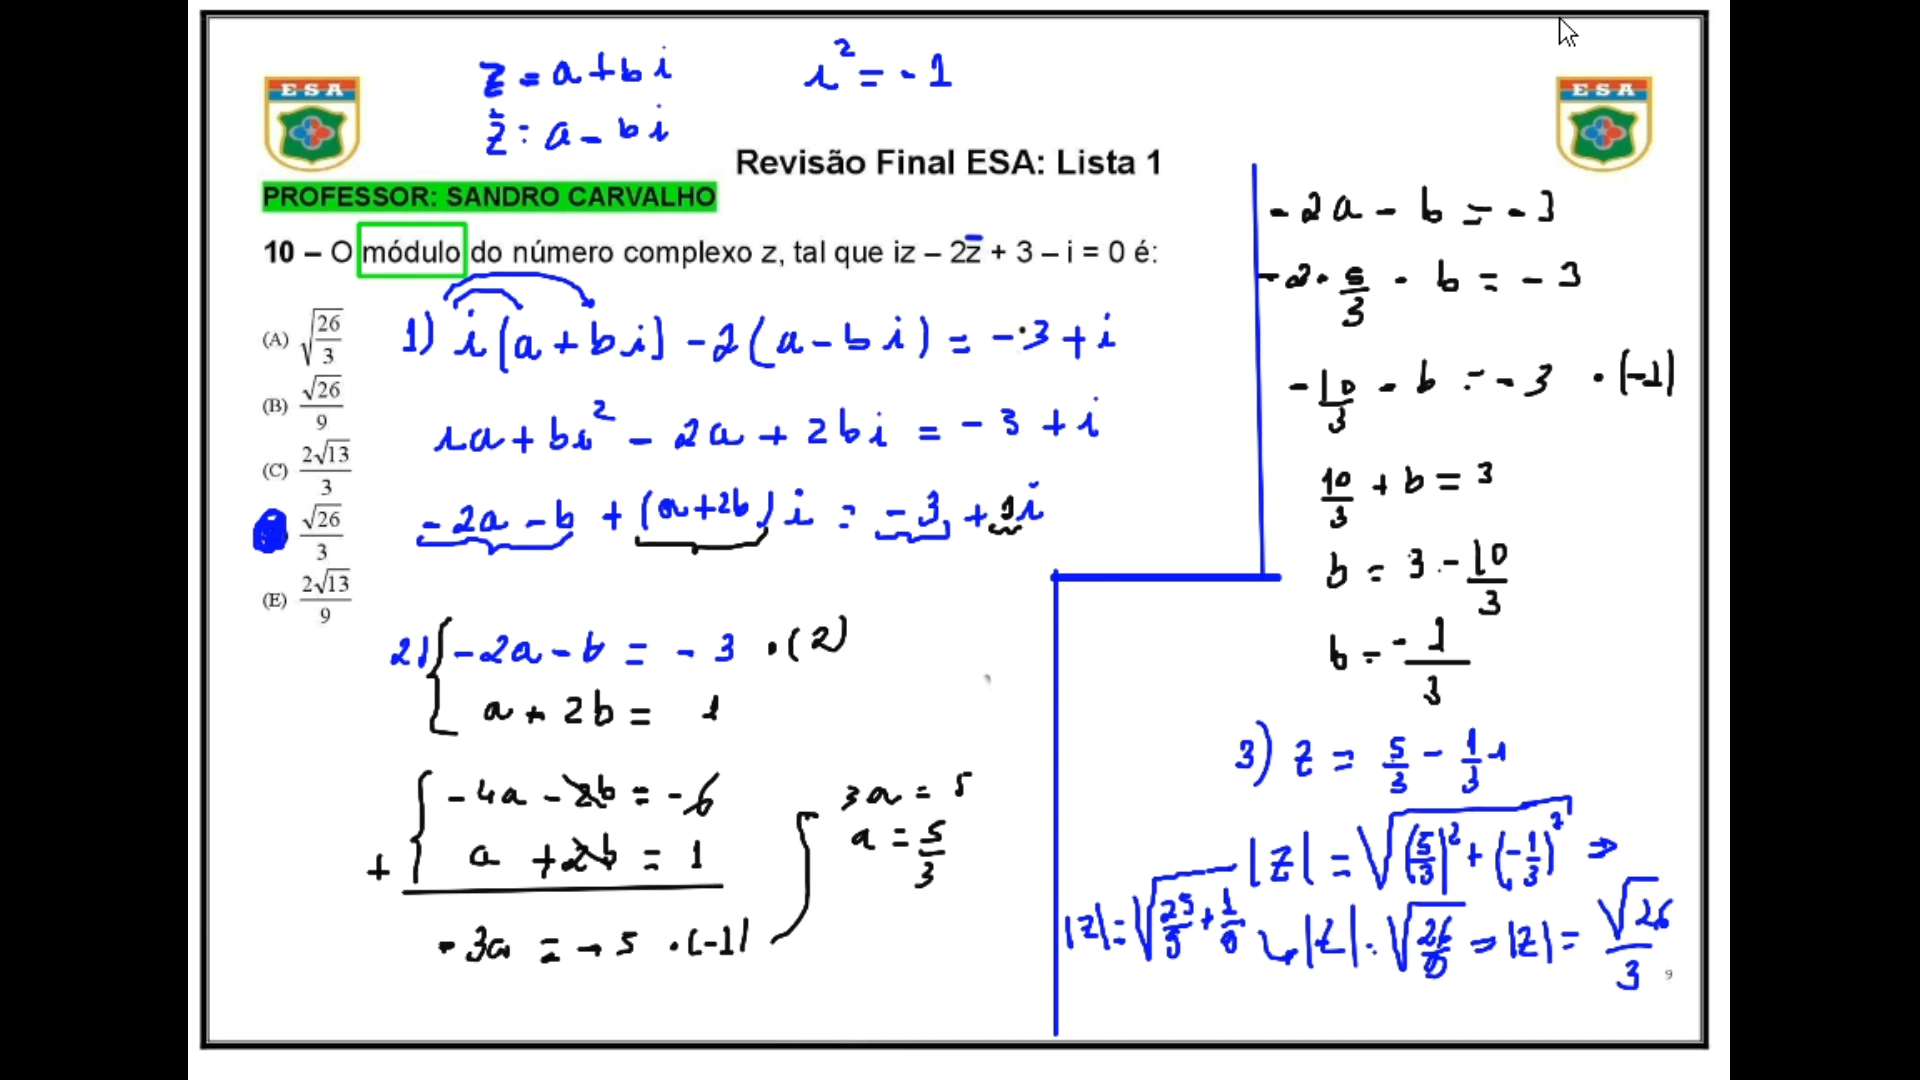 z = a + bi
i² = -1
z̄ = a - bi
ESA
ESA
Revisão Final ESA: Lista 1
PROFESSOR: SANDRO CARVALHO
10 – O módulo do número complexo z, tal que iz – 2z̄ + 3 – i = 0 é:
(A) √(26/3)
(B) √26/9
(C) 2√13/3
√26/3
(E) 2√13/9
1) i(a + bi) - 2(a - bi) = -3 + i
ia + bi² - 2a + 2bi = -3 + i
-2a - b + (a + 2b)i = -3 + 1i
2) { -2a - b = -3 ·(2)
a + 2b = 1
{ -4a - 2b = -6
+ a + 2b = 1
-3a = -5 ·(-1)
3a = 5
a = 5/3
-2a - b = -3
-2 · 5/3 - b = -3
-10/3 - b = -3 · (-1)
10/3 + b = 3
b = 3 - 10/3
b = -1/3
3) z = 5/3 - 1/3 i
|z| = √((5/3)² + (-1/3)²) ⇒
|z| = √(25/9 + 1/9)
↳ |z| = √(26/9) ⇒ |z| = √26/3
9